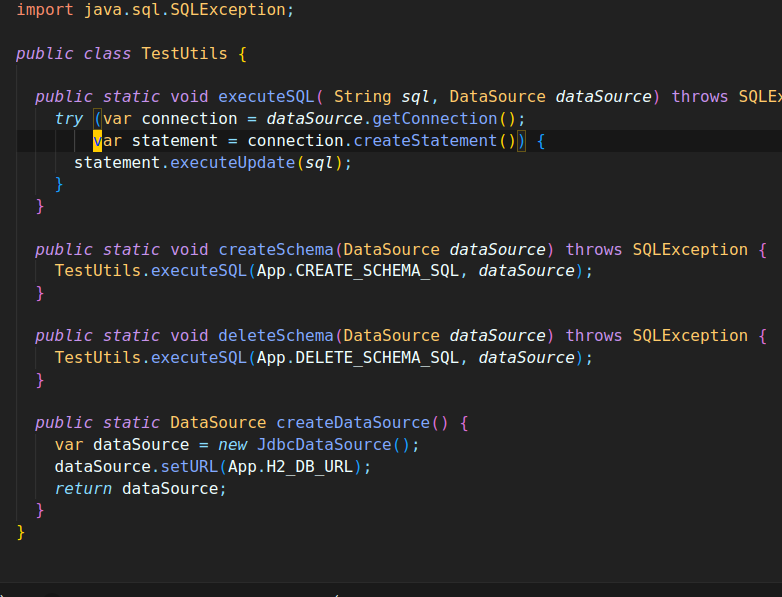 import java.sql.SQLException;
public class TestUtils {
public static void executeSQL( String sql, DataSource dataSource) throws SQLEx
try (var connection = dataSource.getConnection();
var statement = connection.createStatement()) {
statement.executeUpdate(sql);
}
}
public static void createSchema(DataSource dataSource) throws SQLException {
TestUtils.executeSQL(App.CREATE_SCHEMA_SQL, dataSource);
}
public static void deleteSchema(DataSource dataSource) throws SQLException {
TestUtils.executeSQL(App.DELETE_SCHEMA_SQL, dataSource);
}
public static DataSource createDataSource() {
var dataSource = new JdbcDataSource();
dataSource.setURL(App.H2_DB_URL);
return dataSource;
}
}